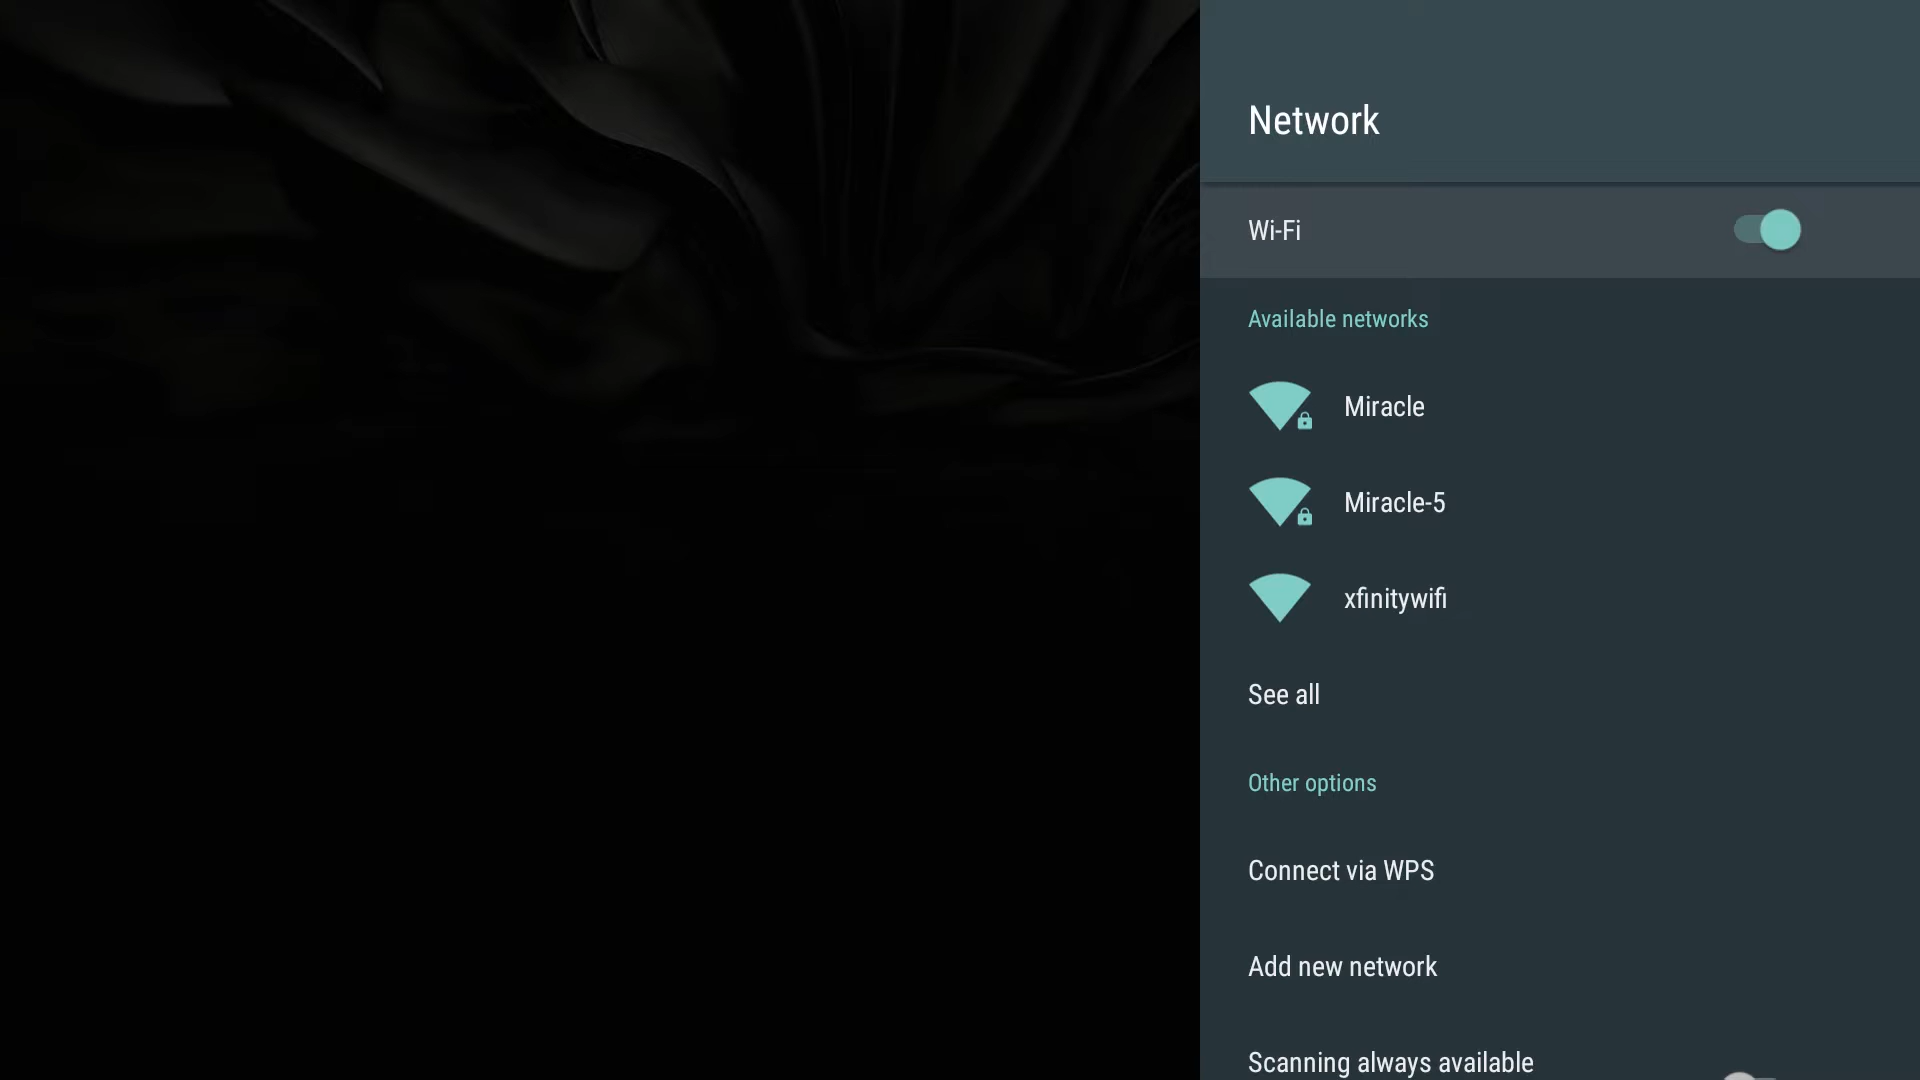 Network
Wi-Fi
Available networks
Miracle
Miracle-5
xfinitywifi
See all
Other options
Connect via WPS
Add new network
Scanning always available